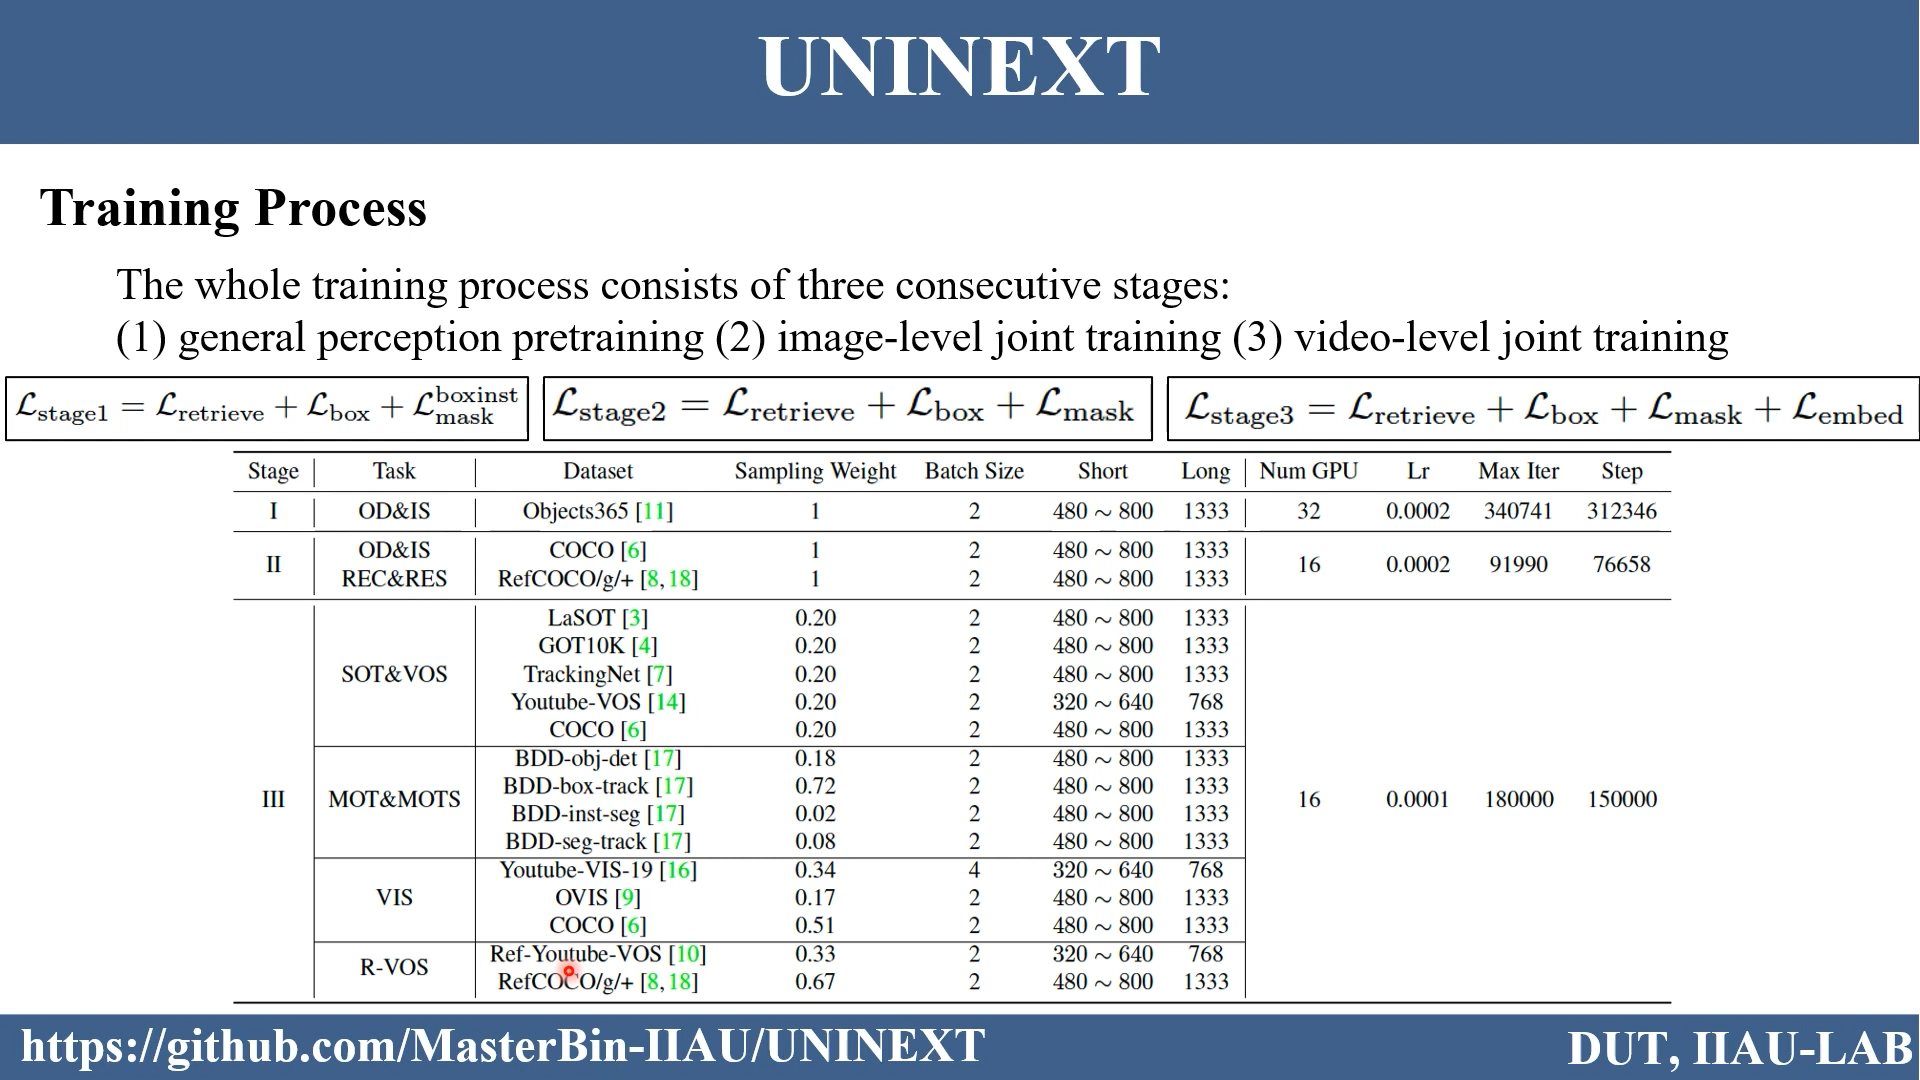 UNINEXT
Training Process
The whole training process consists of three consecutive stages:
(1) general perception pretraining (2) image-level joint training (3) video-level joint training
ℒstage1 = ℒretrieve + ℒbox + ℒmask^boxinst
ℒstage2 = ℒretrieve + ℒbox + ℒmask
ℒstage3 = ℒretrieve + ℒbox + ℒmask + ℒembed
Stage Task Dataset Sampling Weight Batch Size Short Long Num GPU Lr Max Iter Step
I OD&IS Objects365 [11] 1 2 480 ~ 800 1333 32 0.0002 340741 312346
II OD&IS COCO [6] 1 2 480 ~ 800 1333 16 0.0002 91990 76658
REC&RES RefCOCO/g/+ [8,18] 1 2 480 ~ 800 1333
III SOT&VOS LaSOT [3] 0.20 2 480 ~ 800 1333 16 0.0001 180000 150000
GOT10K [4] 0.20 2 480 ~ 800 1333
TrackingNet [7] 0.20 2 480 ~ 800 1333
Youtube-VOS [14] 0.20 2 320 ~ 640 768
COCO [6] 0.20 2 480 ~ 800 1333
MOT&MOTS BDD-obj-det [17] 0.18 2 480 ~ 800 1333
BDD-box-track [17] 0.72 2 480 ~ 800 1333
BDD-inst-seg [17] 0.02 2 480 ~ 800 1333
BDD-seg-track [17] 0.08 2 480 ~ 800 1333
VIS Youtube-VIS-19 [16] 0.34 4 320 ~ 640 768
OVIS [9] 0.17 2 480 ~ 800 1333
COCO [6] 0.51 2 480 ~ 800 1333
R-VOS Ref-Youtube-VOS [10] 0.33 2 320 ~ 640 768
RefCOCO/g/+ [8,18] 0.67 2 480 ~ 800 1333
https://github.com/MasterBin-IIAU/UNINEXT
DUT, IIAU-LAB